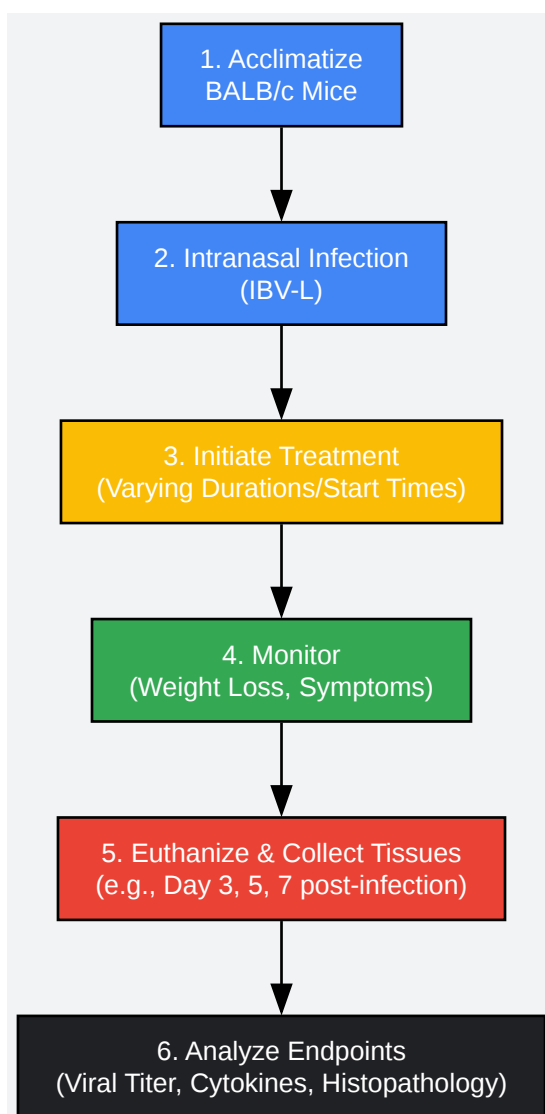 1. Acclimatize
BALB/c Mice
2. Intranasal Infection
(IBV-L)
3. Initiate Treatment
(Varying Durations/Start Times)
4. Monitor
(Weight Loss, Symptoms)
5. Euthanize & Collect Tissues
(e.g., Day 3, 5, 7 post-infection)
6. Analyze Endpoints
(Viral Titer, Cytokines, Histopathology)